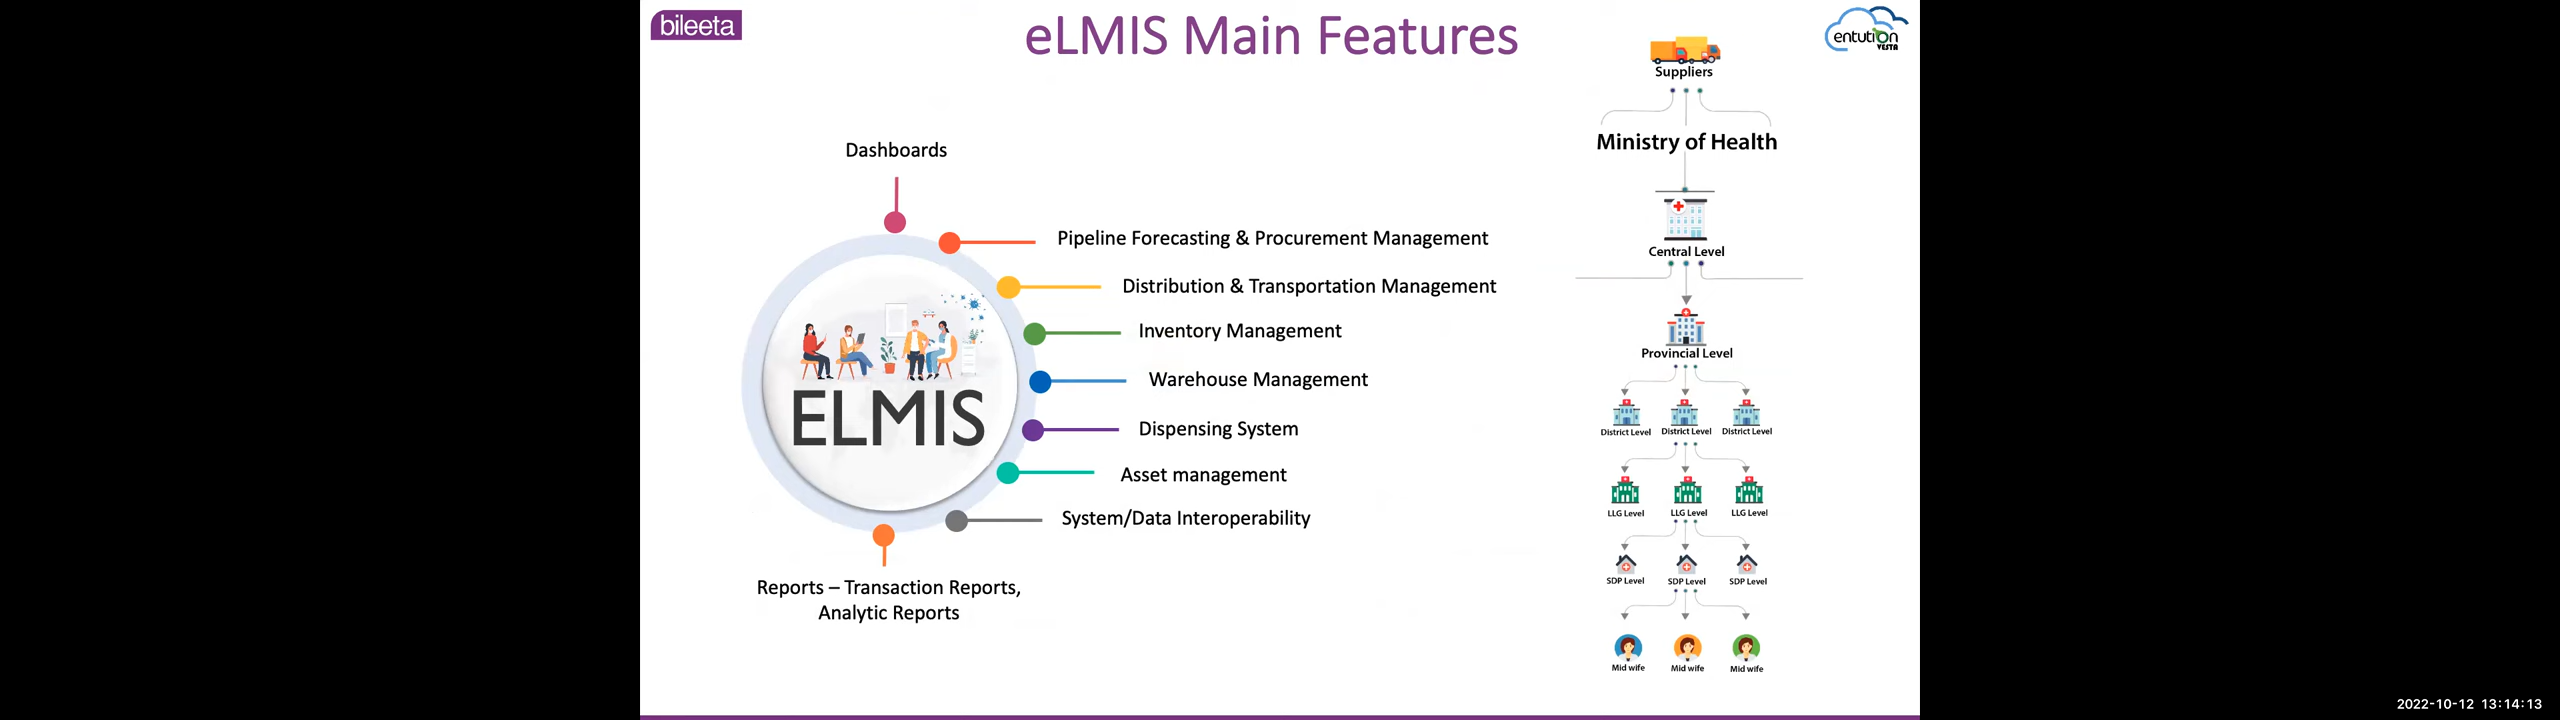 bileeta
eLMIS Main Features
entution
VESTA
Dashboards
Pipeline Forecasting & Procurement Management
Distribution & Transportation Management
Inventory Management
Warehouse Management
Dispensing System
Asset management
System/Data Interoperability
Reports – Transaction Reports,
Analytic Reports
ELMIS
Suppliers
Ministry of Health
Central Level
Provincial Level
District Level District Level District Level
LLG Level LLG Level LLG Level
SDP Level SDP Level SDP Level
Mid wife Mid wife Mid wife
2022-10-12 13:14:13